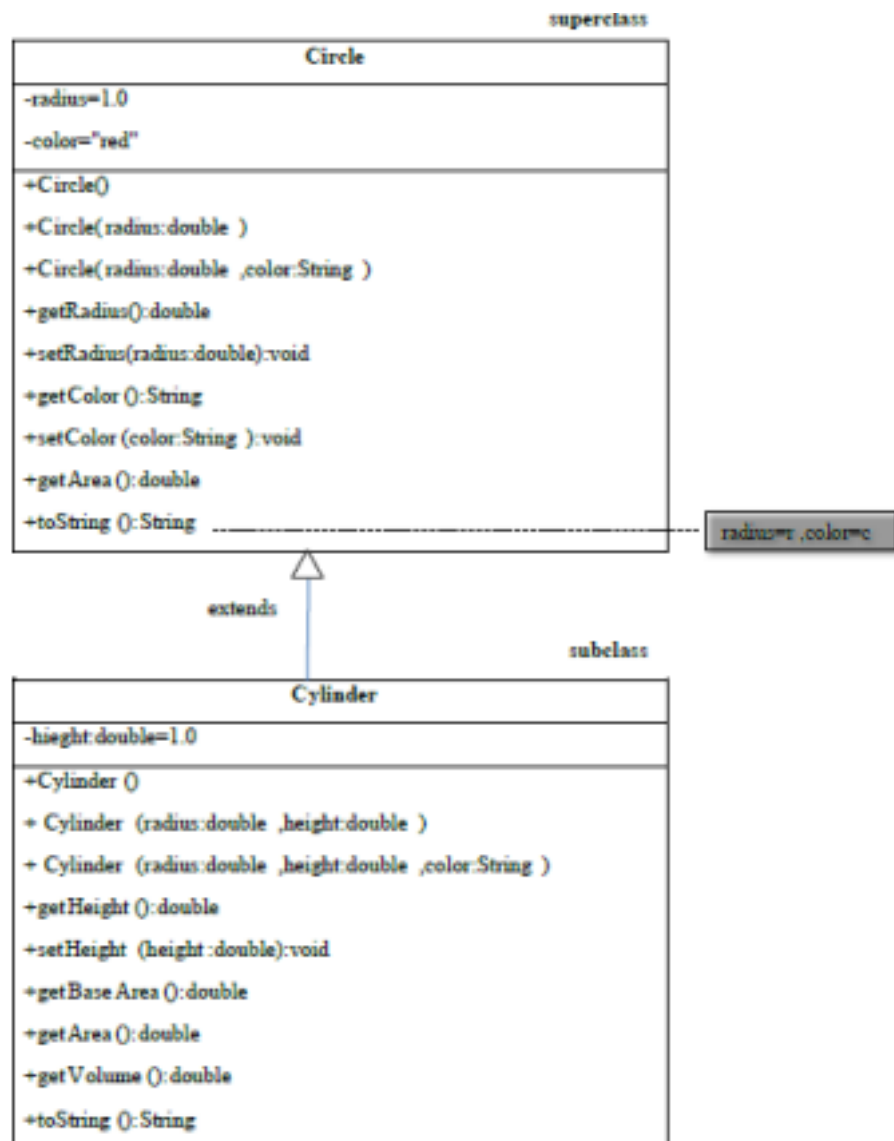 superclass
Circle
-radius=1.0
-color="red"
+Circle()
+Circle( radius:double )
+Circle( radius:double ,color:String )
+getRadius():double
+setRadius(radius:double):void
+getColor ():String
+setColor (color:String ):void
+getArea ():double
+toString ():String
radius=r ,color=c
extends
subclass
Cylinder
-hieght:double=1.0
+Cylinder ()
+ Cylinder (radius:double ,height:double )
+ Cylinder (radius:double ,height:double ,color:String )
+getHeight ():double
+setHeight (height :double):void
+getBase Area ():double
+getArea ():double
+getVolume ():double
+toString ():String